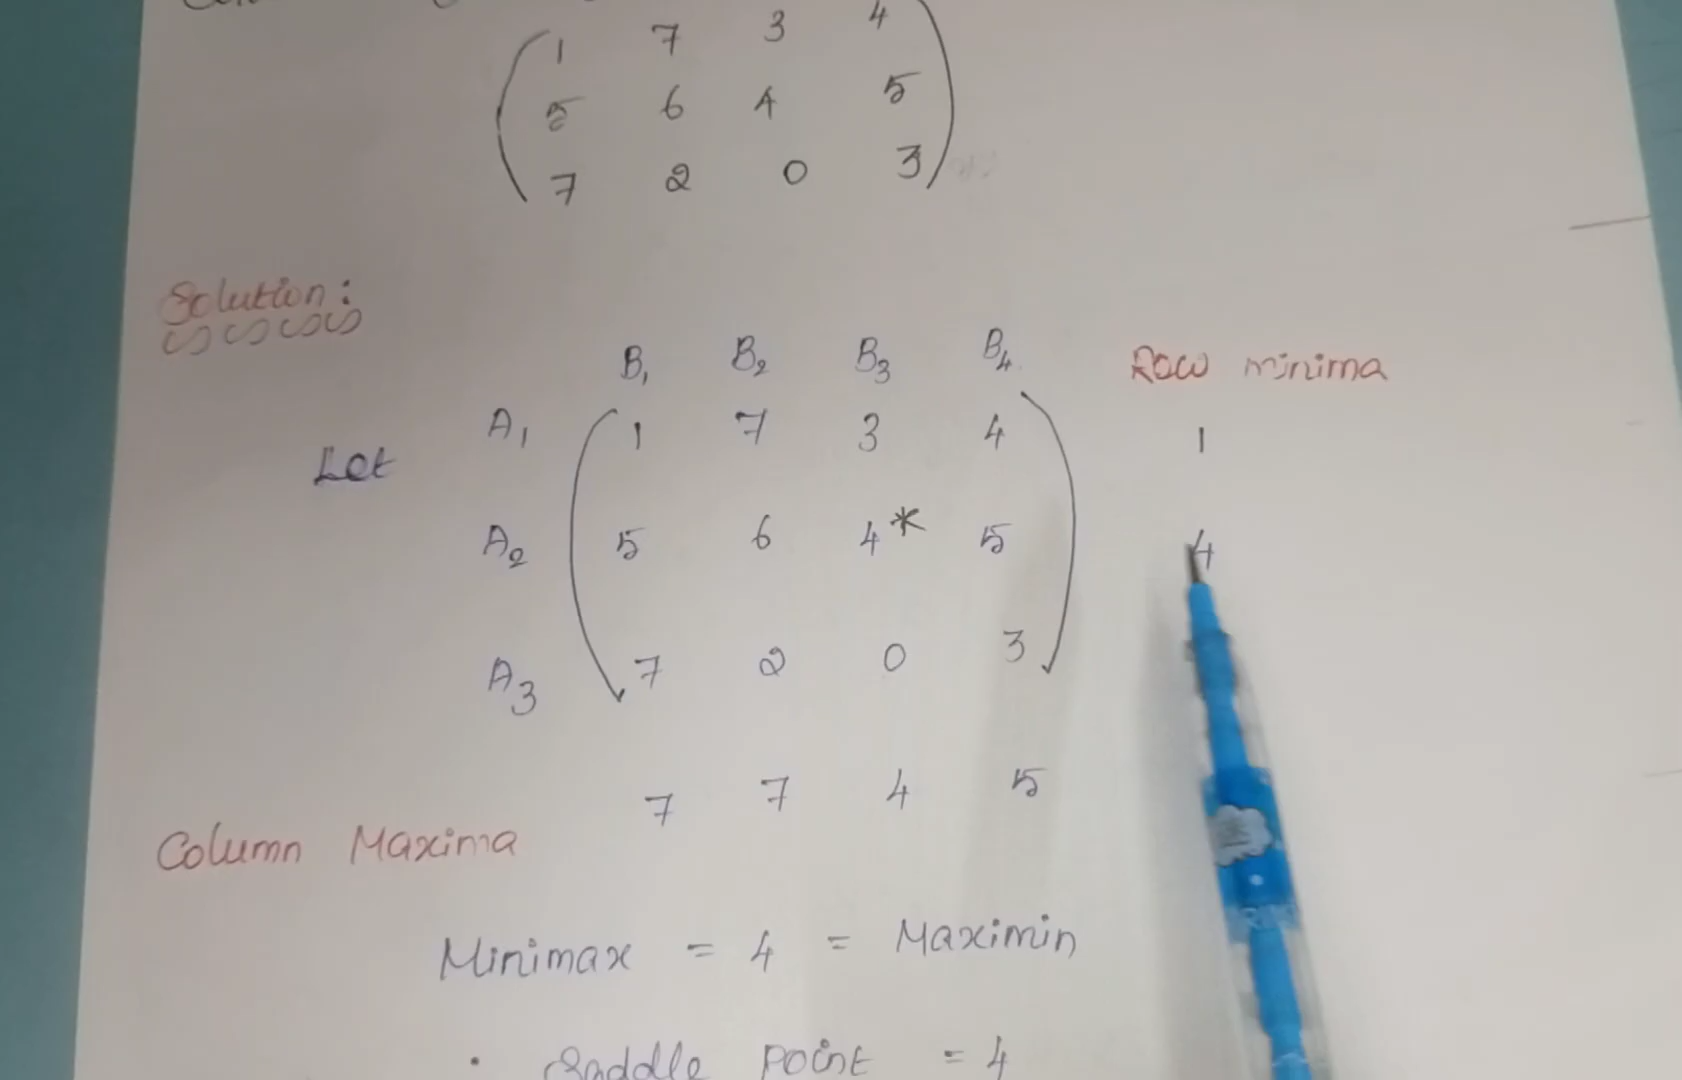 1 7 3 4
5 6 4 5
7 2 0 3
Solution:
B1 B2 B3 B4 Row minima
A1 1 7 3 4 1
Let
A2 5 6 4* 5 4
A3 7 2 0 3
7 7 4 5
Column Maxima
Minimax = 4 = Maximin
. Saddle point = 4